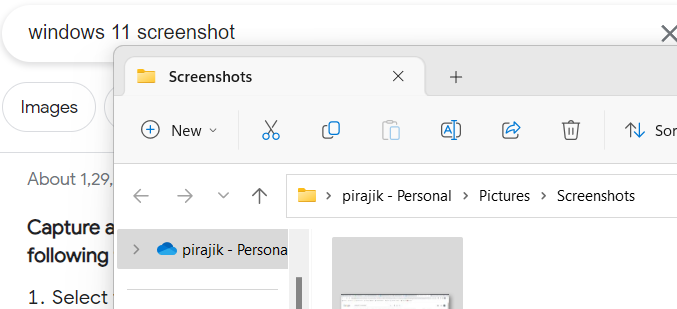 windows 11 screenshot
Screenshots
Images
New
About 1,29,
pirajik - Personal Pictures Screenshots
Capture a
following
pirajik - Persona
1. Select